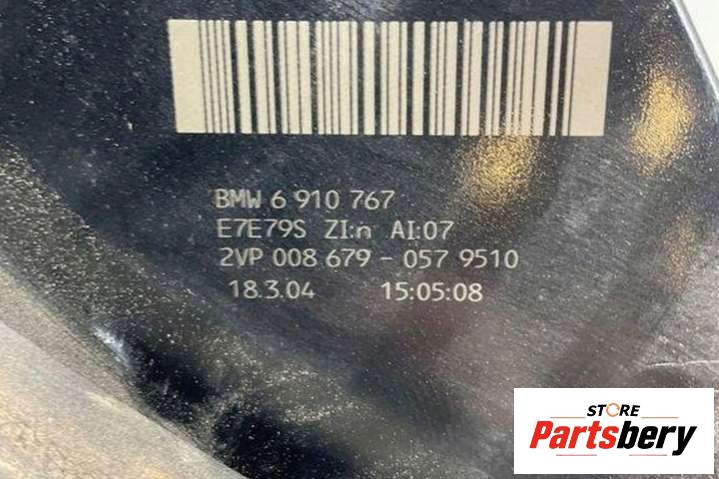 BMW 6 910 767
E7E79S ZI:n AI:07
2VP 008 679 - 057 9510
18.3.04 15:05:08
STORE
Partsbery